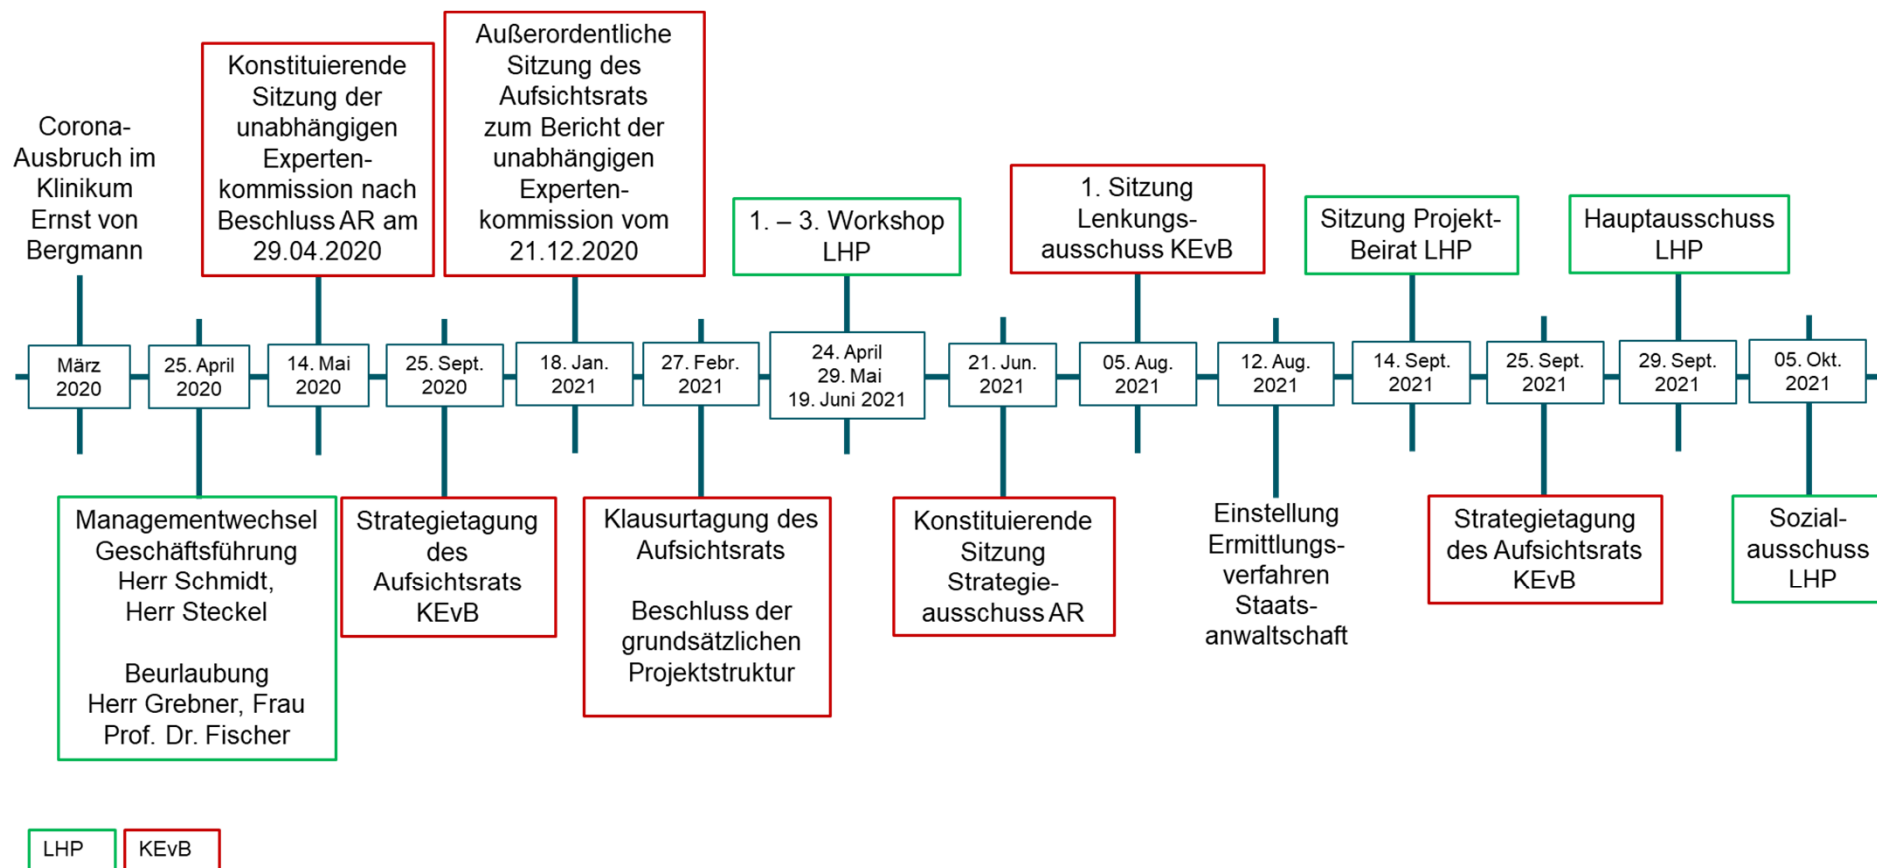 Corona-
Ausbruch im
Klinikum
Ernst von
Bergmann
März
2020
25. April
2020
Managementwechsel
Geschäftsführung
Herr Schmidt,
Herr Steckel
Beurlaubung
Herr Grebner, Frau
Prof. Dr. Fischer
Konstituierende
Sitzung der
unabhängigen
Experten-
kommission nach
Beschluss AR am
29.04.2020
14. Mai
2020
25. Sept.
2020
Strategietagung
des
Aufsichtsrats
KEvB
Außerordentliche
Sitzung des
Aufsichtsrats
zum Bericht der
unabhängigen
Experten-
kommission vom
21.12.2020
18. Jan.
2021
27. Febr.
2021
Klausurtagung des
Aufsichtsrats
Beschluss der
grundsätzlichen
Projektstruktur
1. – 3. Workshop
LHP
24. April
29. Mai
19. Juni 2021
21. Jun.
2021
Konstituierende
Sitzung
Strategie-
ausschuss AR
1. Sitzung
Lenkungs-
ausschuss KEvB
05. Aug.
2021
12. Aug.
2021
Einstellung
Ermittlungs-
verfahren
Staats-
anwaltschaft
Sitzung Projekt-
Beirat LHP
14. Sept.
2021
25. Sept.
2021
Strategietagung
des Aufsichtsrats
KEvB
Hauptausschuss
LHP
29. Sept.
2021
05. Okt.
2021
Sozial-
ausschuss
LHP
LHP
KEvB